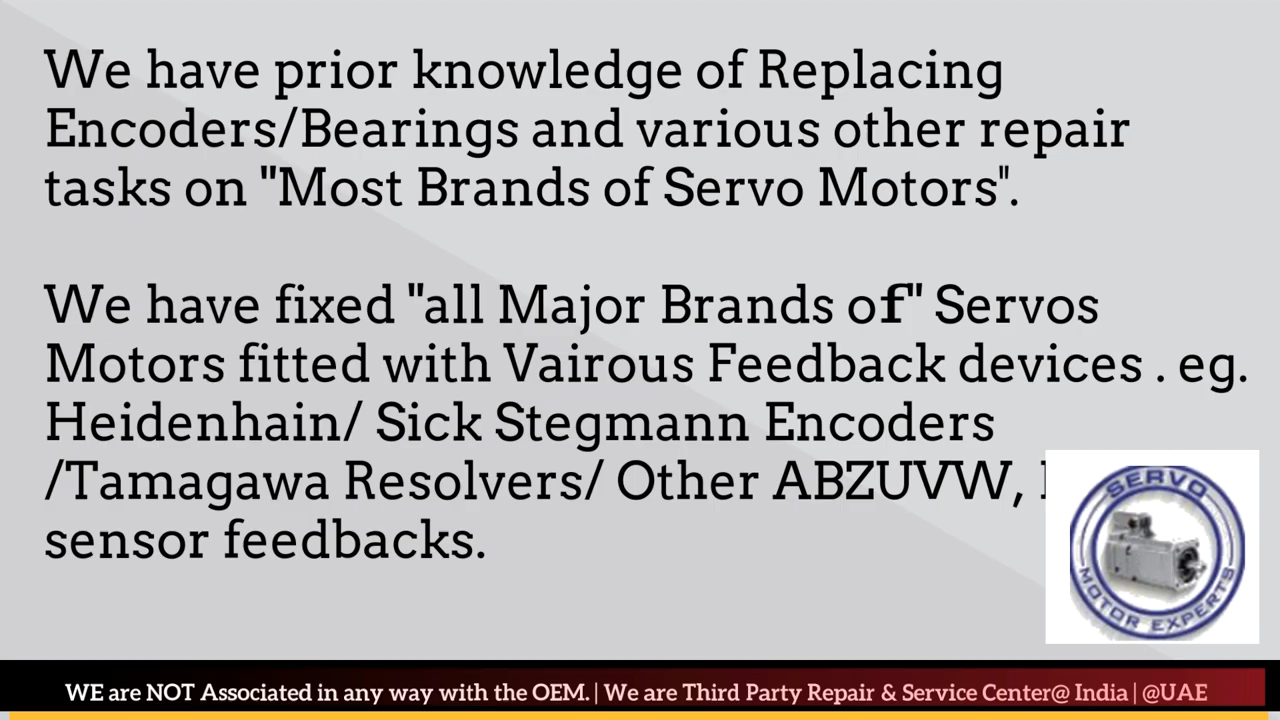 We have prior knowledge of Replacing
Encoders/Bearings and various other repair
tasks on "Most Brands of Servo Motors".
We have fixed "all Major Brands of" Servos
Motors fitted with Vairous Feedback devices . eg.
Heidenhain/ Sick Stegmann Encoders
/Tamagawa Resolvers/ Other ABZUVW,
sensor feedbacks.
SERVO
MOTOR EXPERTS
WE are NOT Associated in any way with the OEM. | We are Third Party Repair & Service Center@ India | @UAE